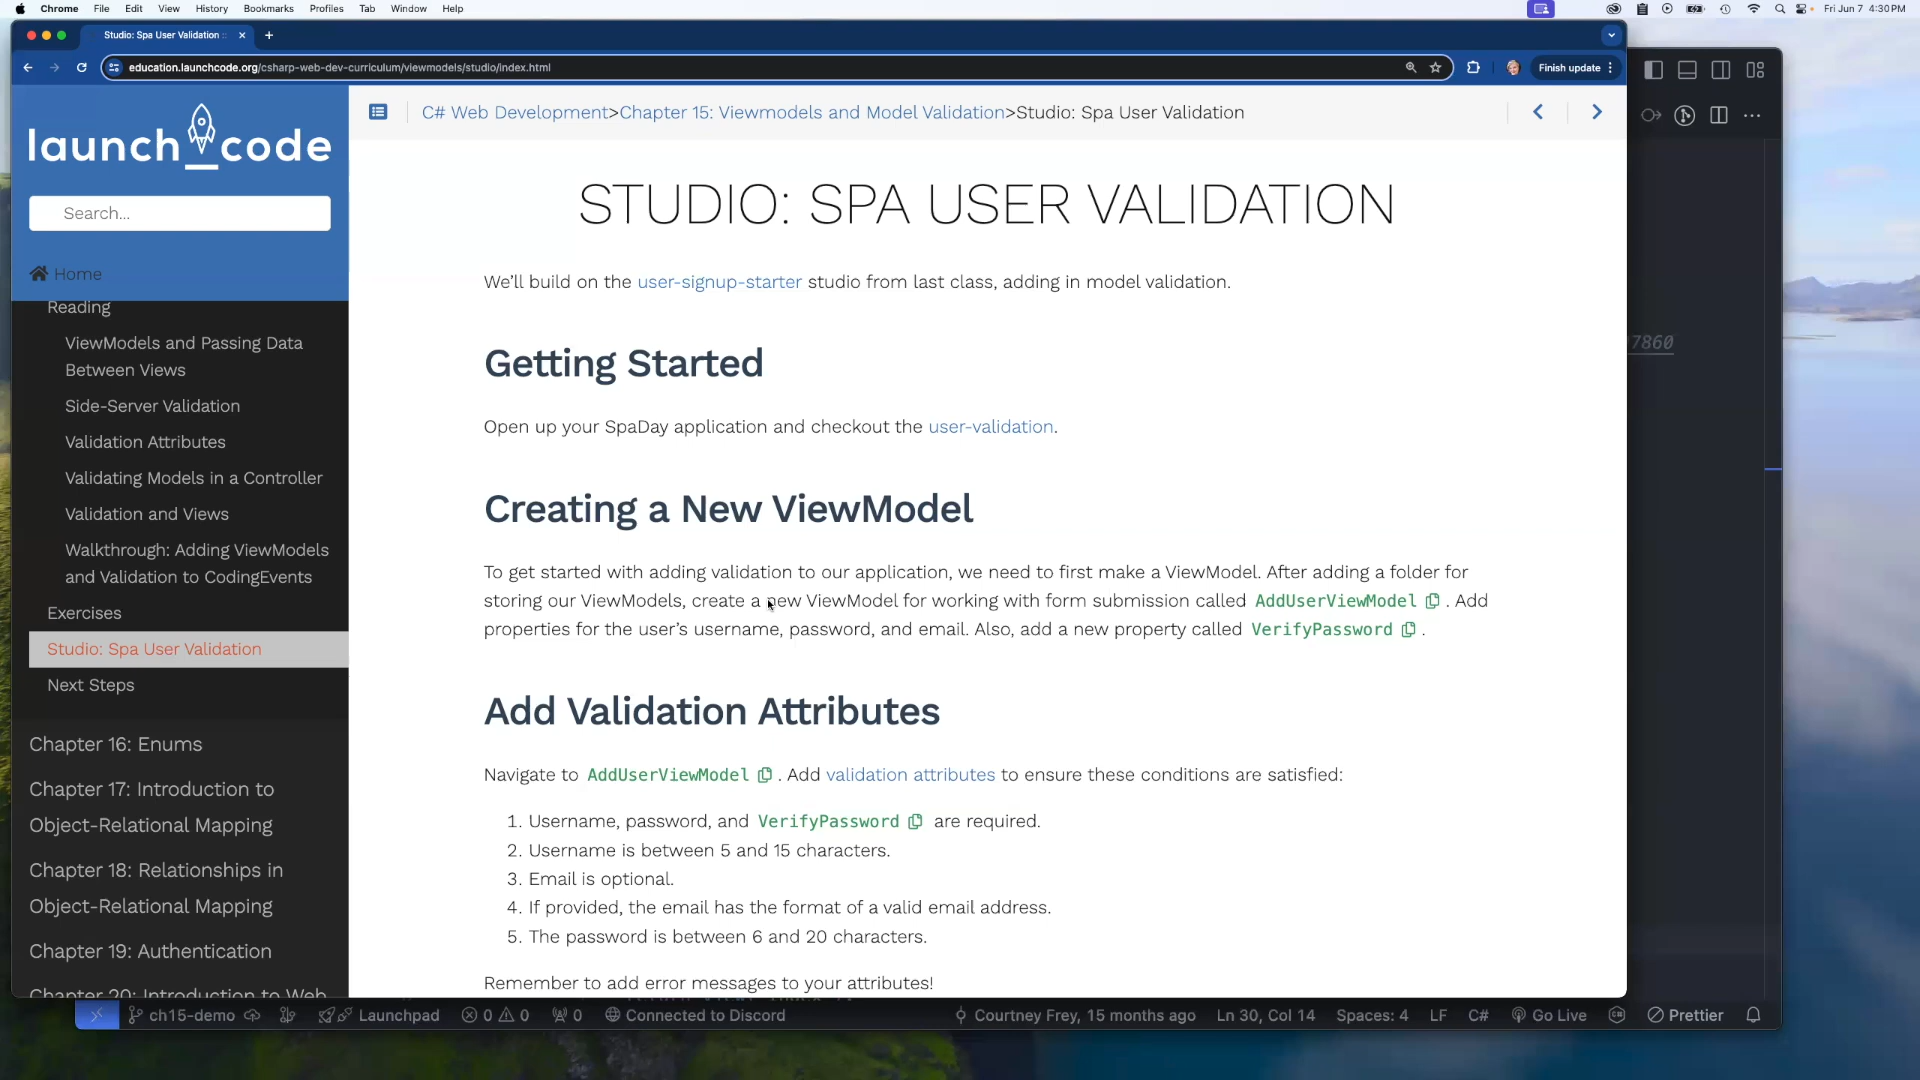 Chrome File Edit View History Bookmarks Profiles Tab Window Help
Fri Jun 7 4:30 PM
Studio: Spa User Validation ::
education.launchcode.org/csharp-web-dev-curriculum/viewmodels/studio/index.html
Finish update
launch_code
Search...
Home
Reading
ViewModels and Passing Data
Between Views
Side-Server Validation
Validation Attributes
Validating Models in a Controller
Validation and Views
Walkthrough: Adding ViewModels
and Validation to CodingEvents
Exercises
Studio: Spa User Validation
Next Steps
Chapter 16: Enums
Chapter 17: Introduction to
Object-Relational Mapping
Chapter 18: Relationships in
Object-Relational Mapping
Chapter 19: Authentication
Chapter 20: Introduction to Web
C# Web Development>Chapter 15: Viewmodels and Model Validation>Studio: Spa User Validation
STUDIO: SPA USER VALIDATION
We'll build on the user-signup-starter studio from last class, adding in model validation.
Getting Started
Open up your SpaDay application and checkout the user-validation.
Creating a New ViewModel
To get started with adding validation to our application, we need to first make a ViewModel. After adding a folder for
storing our ViewModels, create a new ViewModel for working with form submission called AddUserViewModel . Add
properties for the user's username, password, and email. Also, add a new property called VerifyPassword .
Add Validation Attributes
Navigate to AddUserViewModel . Add validation attributes to ensure these conditions are satisfied:
1. Username, password, and VerifyPassword are required.
2. Username is between 5 and 15 characters.
3. Email is optional.
4. If provided, the email has the format of a valid email address.
5. The password is between 6 and 20 characters.
Remember to add error messages to your attributes!
7860
ch15-demo Launchpad 0 0 0 Connected to Discord Courtney Frey, 15 months ago Ln 30, Col 14 Spaces: 4 LF C# Go Live Prettier